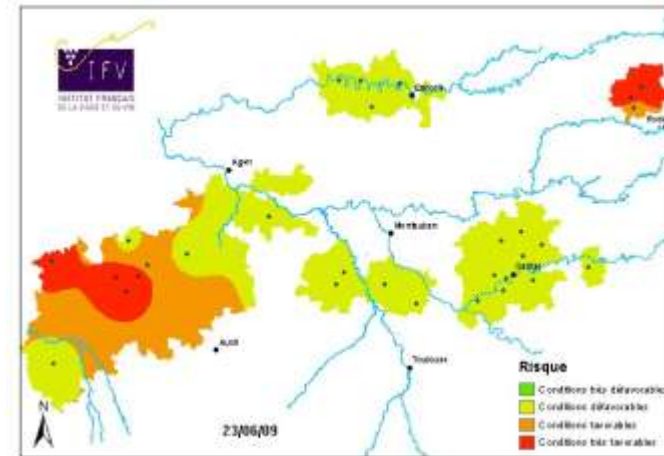 IFV
INSTITUT FRANÇAIS
DE LA VIGNE ET DU VIN
Cahors
Rodez
Agen
Montauban
Gaillac
Auch
Toulouse
Risque
Conditions très défavorables
Conditions défavorables
Conditions favorables
Conditions très favorables
N
23/06/09